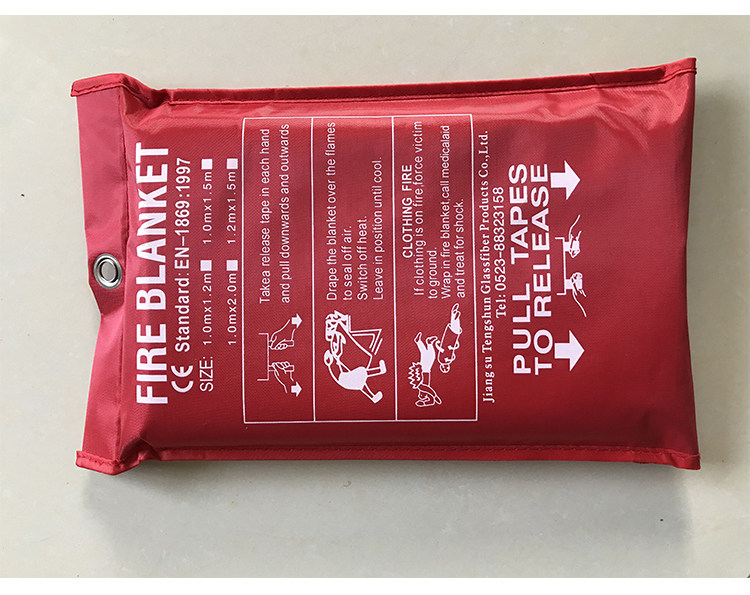 FIRE BLANKET
CE Standard: EN-1869:1997
SIZE: 1.0mx1.2m■ 1.0mx1.5m■
1.0mx2.0m■ 1.2mx1.5m■
Takea release tape in each hand
and pull downwards and outwards
Drape the blanket over the flames
to seal off air.
Switch off heat.
Leave in position until cool.
CLOTHING FIRE
If clothing is on fire,force victim
to ground.
Wrap in fire blanket,call medicalaid
and treat for shock.
Jiang su Tengshun Glassfiber Products Co.,Ltd.
Tel: 0523-88323158
PULL TAPES
TO RELEASE